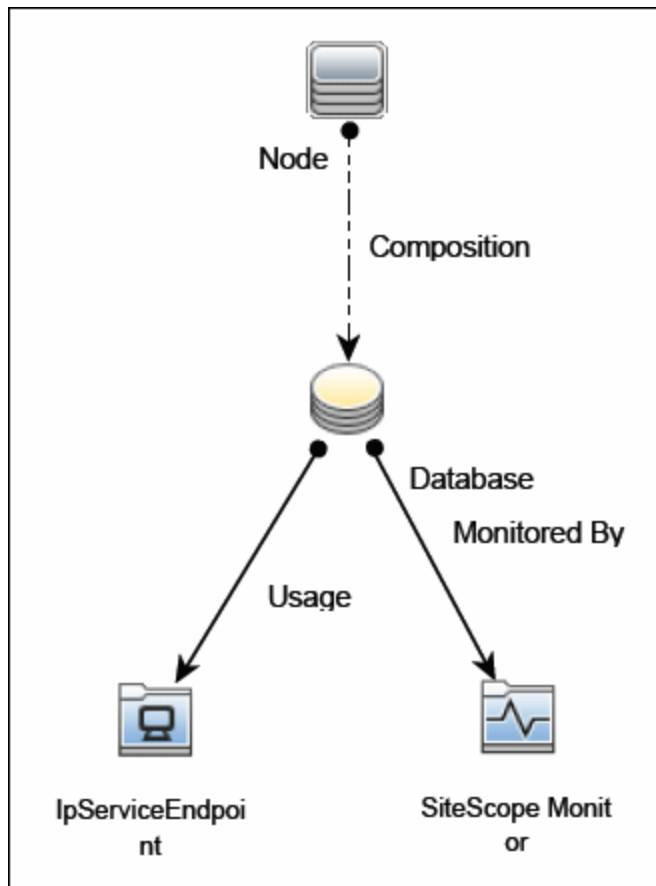 Node
Composition
Database
Monitored By
Usage
IpServiceEndpoi
nt
SiteScope Monit
or